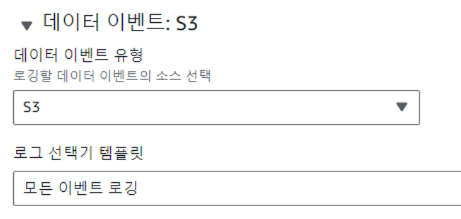 데이터 이벤트: S3
데이터 이벤트 유형
로깅할 데이터 이벤트의 소스 선택
S3
로그 선택기 템플릿
모든 이벤트 로깅